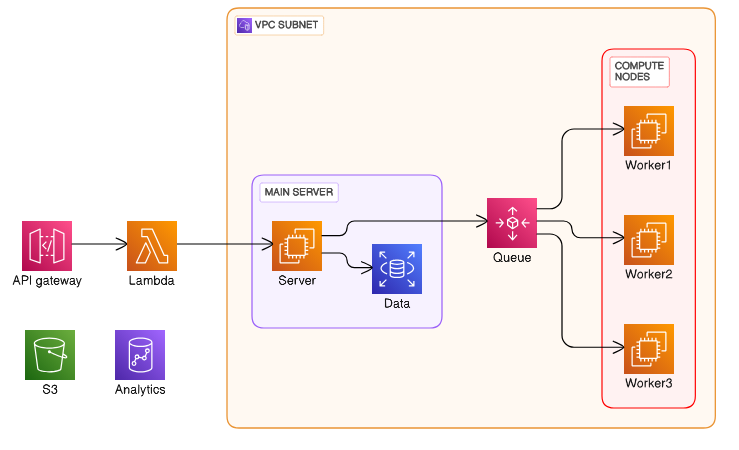 VPC SUBNET
COMPUTE
NODES
Worker1
MAIN SERVER
API gateway
Lambda
Server
Data
Queue
Worker2
S3
Analytics
Worker3